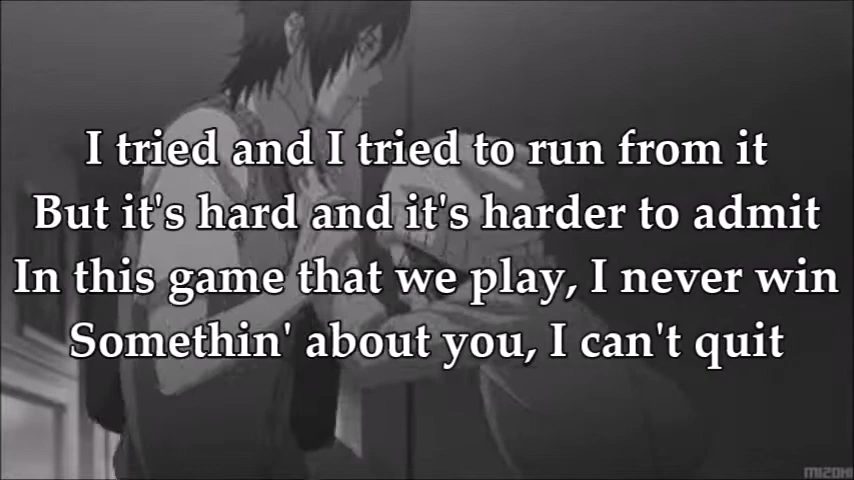 I tried and I tried to run from it
But it's hard and it's harder to admit
In this game that we play, I never win
Somethin' about you, I can't quit
MIZOKI